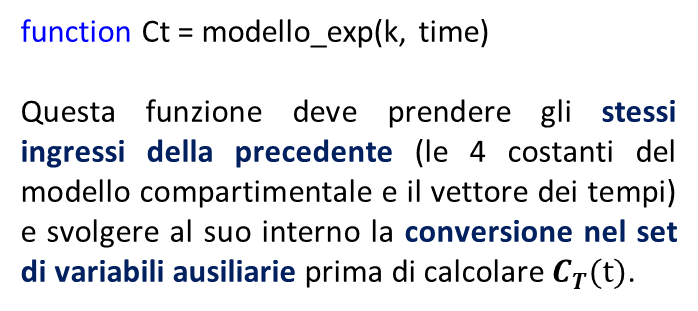 function Ct = modello_exp(k, time)
Questa funzione deve prendere gli stessi
ingressi della precedente (le 4 costanti del
modello compartimentale e il vettore dei tempi)
e svolgere al suo interno la conversione nel set
di variabili ausiliarie prima di calcolare C_T(t).